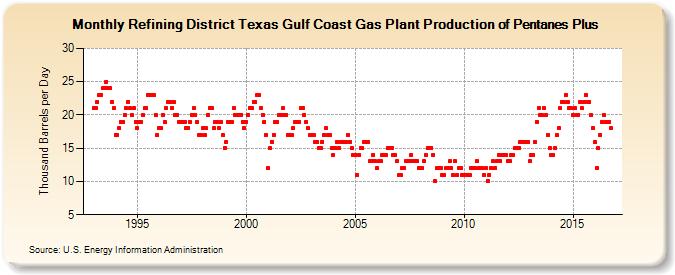 Monthly Refining District Texas Gulf Coast Gas Plant Production of Pentanes Plus
Thousand Barrels per Day
30
25
20
15
10
5
1995 2000 2005 2010 2015
Source: U.S. Energy Information Administration